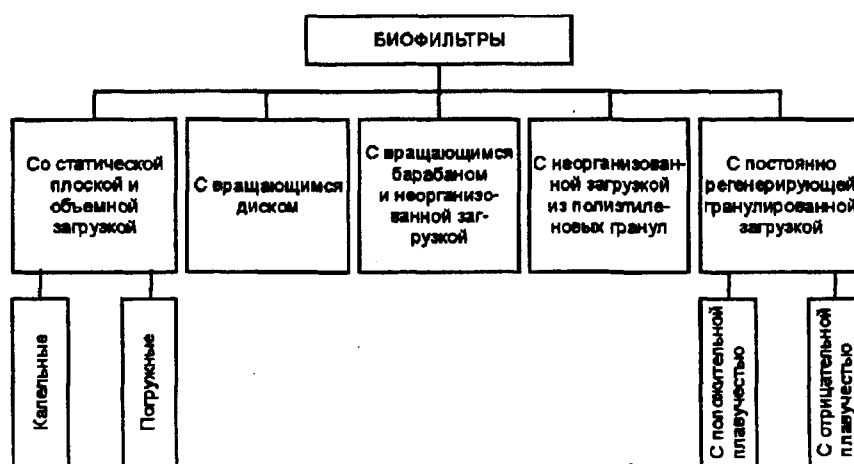 БИОФИЛЬТРЫ
Со статической
плоской и
объемной
загрузкой
С вращающимся
диском
С вращающимся
барабаном
и неорганизо-
ванной заг-
рузкой
С неорганизован-
ной загрузкой
из полиэтиле-
новых гранул
С постоянно
регенерирующей
гранулированной
загрузкой
Капельные
Погружные
С положительной
плавучестью
С отрицательной
плавучестью